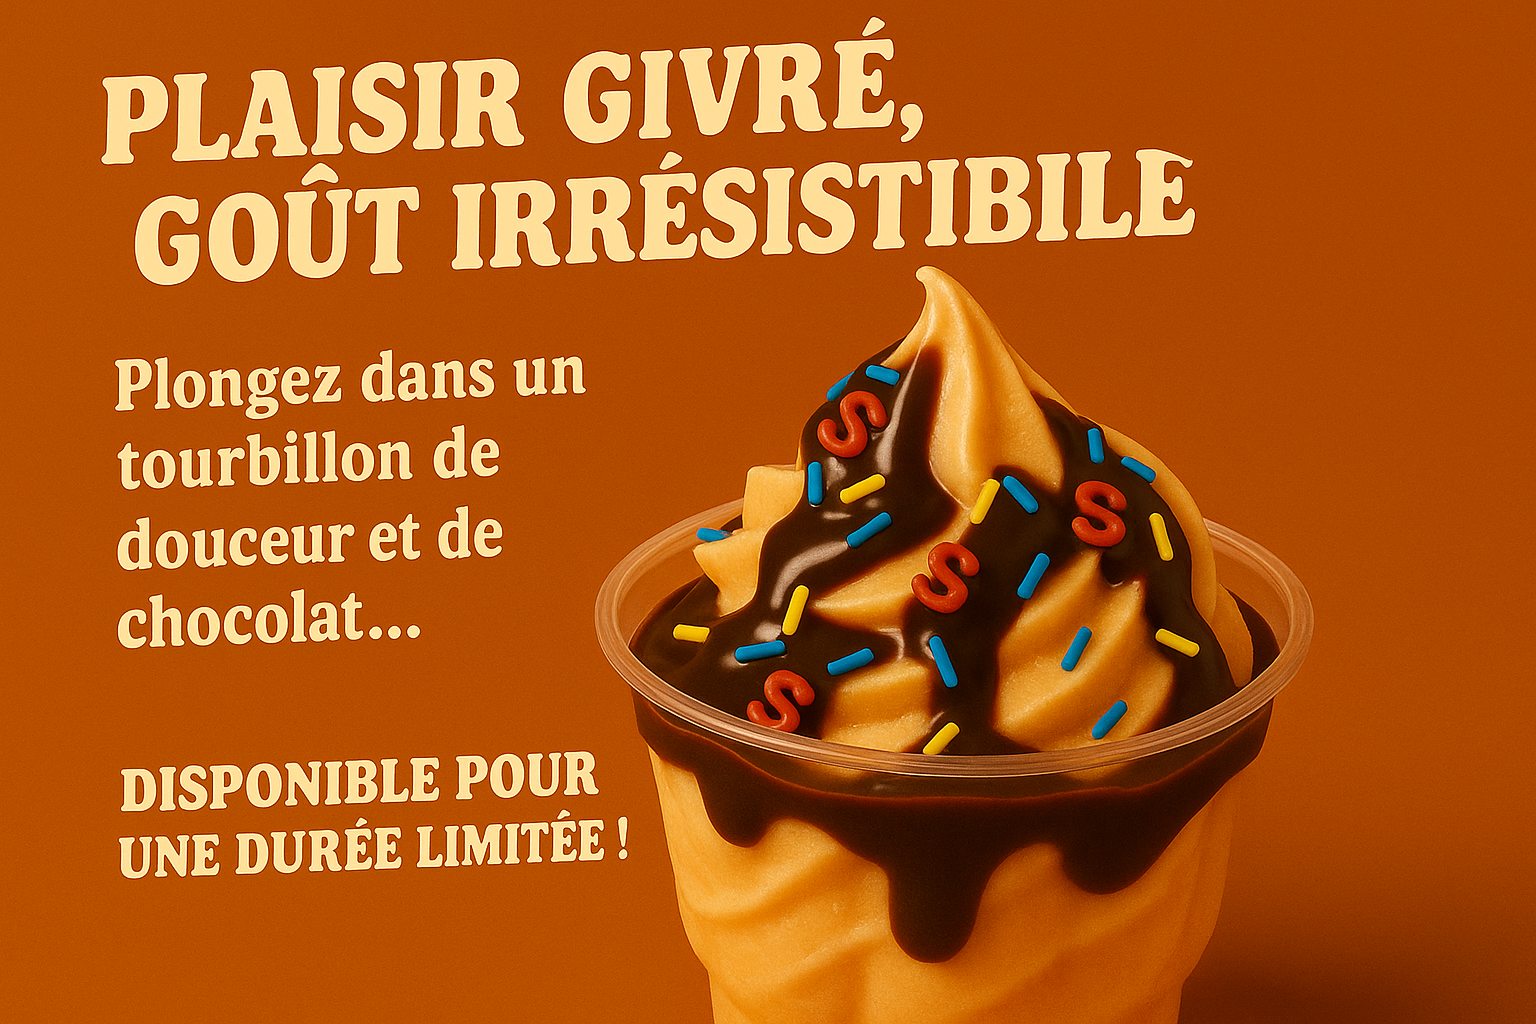 PLAISIR GIVRÉ,
GOÛT IRRÉSISTIBILE
Plongez dans un
tourbillon de
douceur et de
chocolat...
DISPONIBLE POUR
UNE DURÉE LIMITÉE !
S
S
S
S